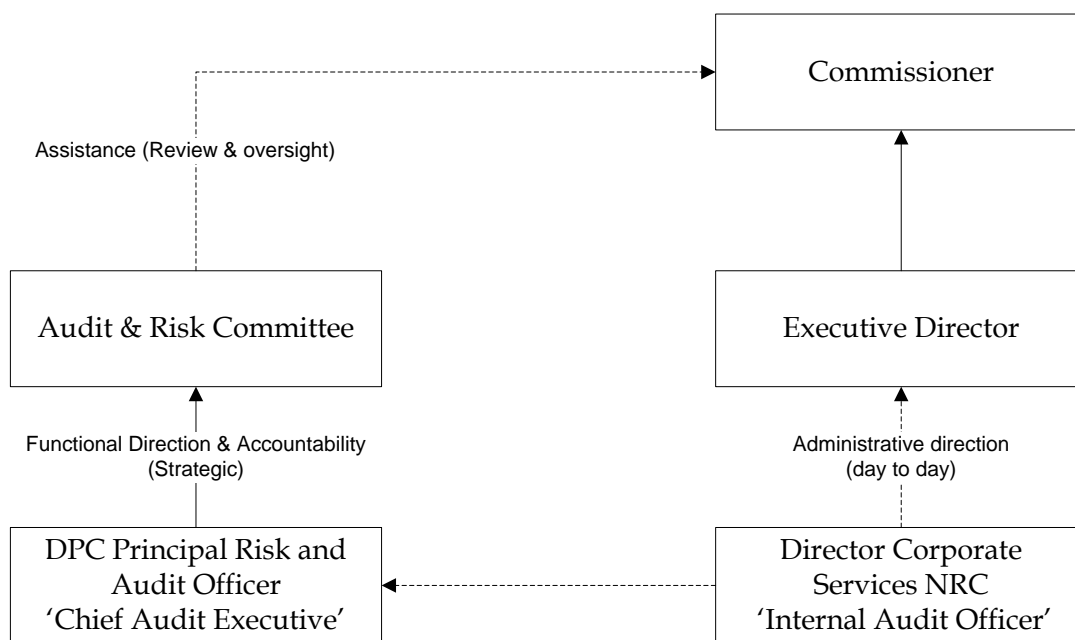 Commissioner
Assistance (Review & oversight)
Audit & Risk Committee
Executive Director
Functional Direction & Accountability
(Strategic)
Administrative direction
(day to day)
DPC Principal Risk and
Audit Officer
‘Chief Audit Executive’
Director Corporate
Services NRC
‘Internal Audit Officer’